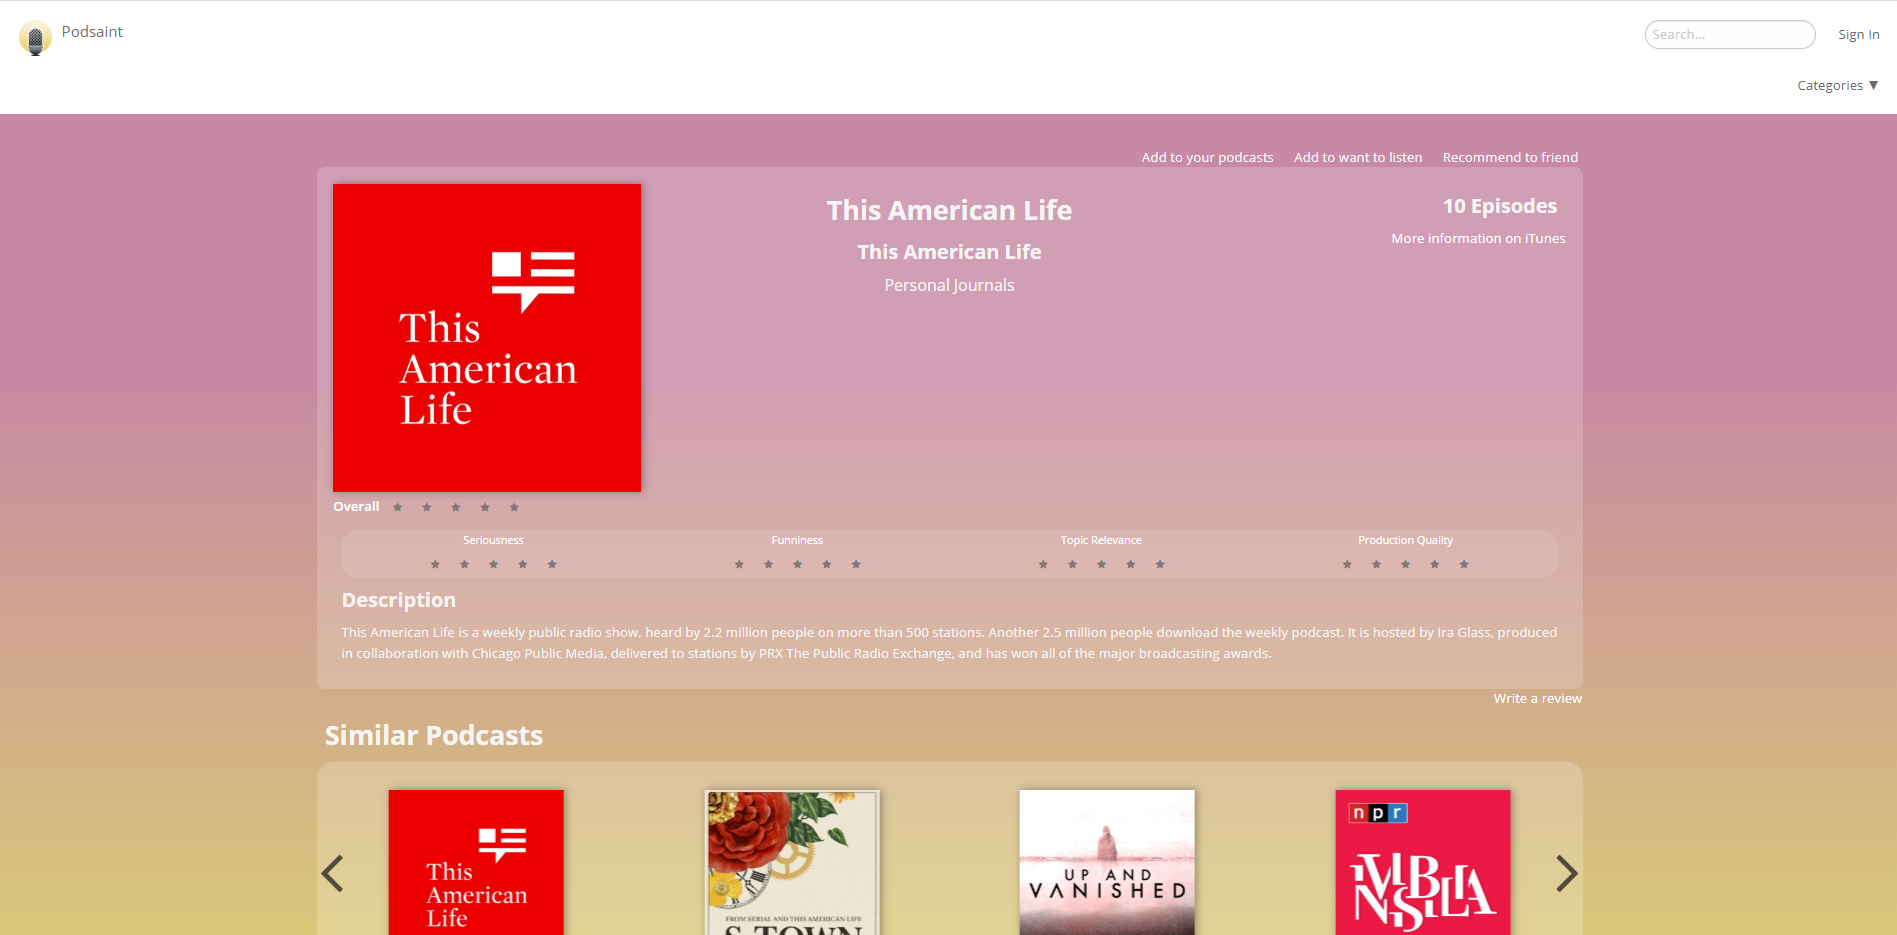 Podsaint
Search...
Sign In
Categories ▼
Add to your podcasts
Add to want to listen
Recommend to friend
This
American
Life
This American Life
This American Life
Personal Journals
10 Episodes
More information on iTunes
Overall
Seriousness
Funniness
Topic Relevance
Production Quality
Description
This American Life is a weekly public radio show, heard by 2.2 million people on more than 500 stations. Another 2.5 million people download the weekly podcast. It is hosted by Ira Glass, produced
in collaboration with Chicago Public Media, delivered to stations by PRX The Public Radio Exchange, and has won all of the major broadcasting awards.
Write a review
Similar Podcasts
This
American
Life
FROM SERIAL AND THIS AMERICAN LIFE
S-TOWN
UP AND
VANISHED
npr
INVISIBILIA